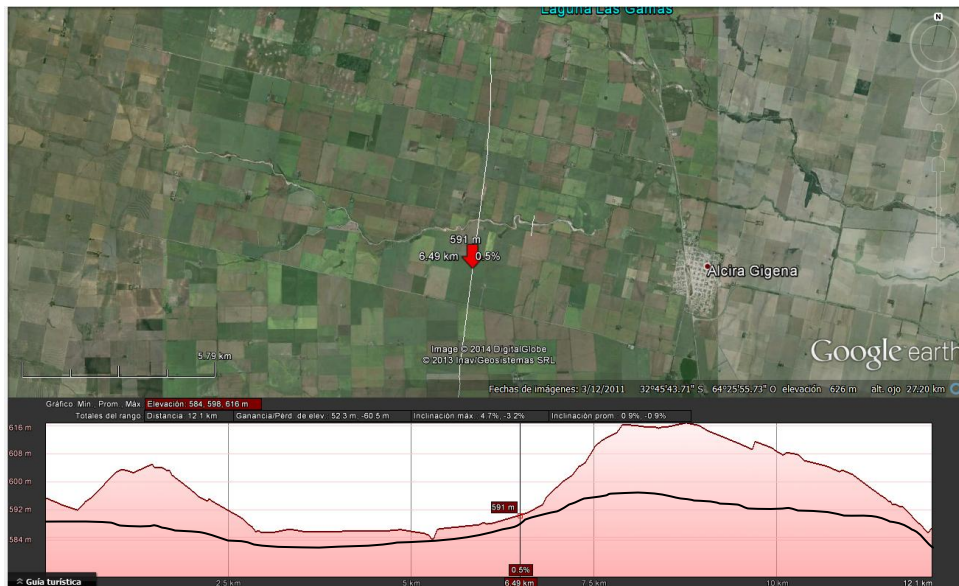 Laguna Las Gamas
N
591 m
6.49 km 0.5%
Alcira Gigena
5.79 km
Image © 2014 DigitalGlobe
© 2013 Inav/Geosistemas SRL
Google earth
Fechas de imágenes: 3/12/2011 32°45'43.71" S 64°25'55.73" O elevación 626 m alt. ojo 27.20 km
Gráfico Mín. Prom. Máx Elevación: 584, 598, 616 m
Totales del rango Distancia: 12.1 km Ganancia/Pérd. de elev.: 52.3 m, -60.5 m Inclinación máx. 4.7%, -3.2% Inclinación prom. 0.9%, -0.9%
616 m
608 m
600 m
592 m
584 m
591 m
0.5%
Guía turística
2.5 km 5 km 6.49 km 7.5 km 10 km 12.1 km